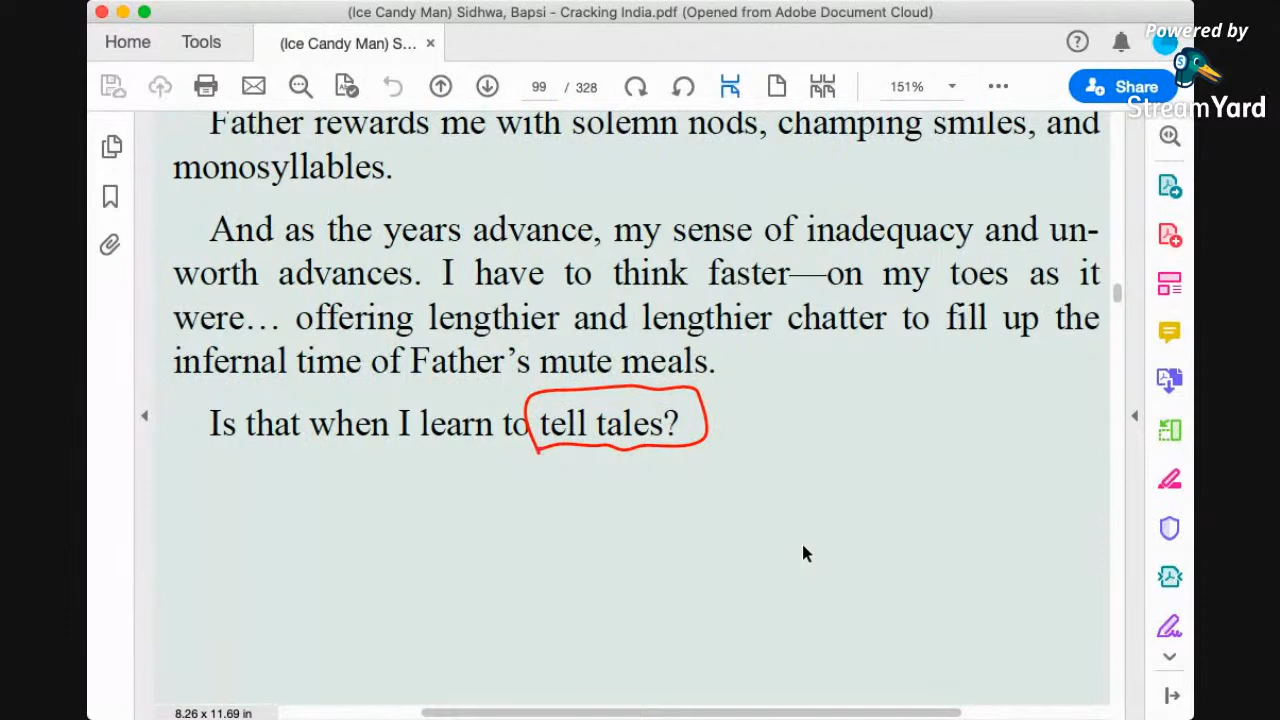 (Ice Candy Man) Sidhwa, Bapsi - Cracking India.pdf (Opened from Adobe Document Cloud)
Powered by
Home Tools (Ice Candy Man) S... ×
99 / 328 151% Share
StreamYard
Father rewards me with solemn nods, champing smiles, and
monosyllables.
And as the years advance, my sense of inadequacy and un-
worth advances. I have to think faster—on my toes as it
were… offering lengthier and lengthier chatter to fill up the
infernal time of Father’s mute meals.
Is that when I learn to tell tales?
8.26 x 11.69 in